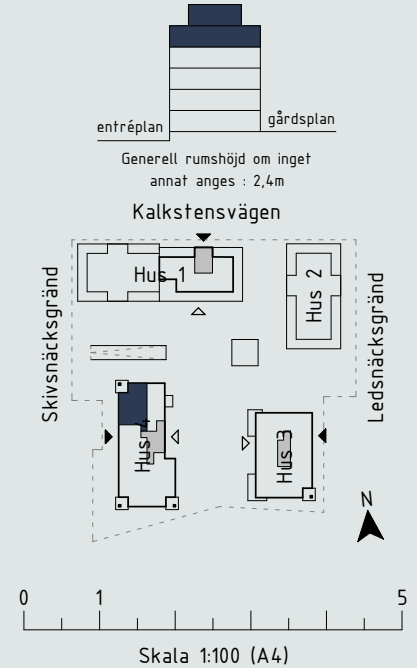 entréplan
gårdsplan
Generell rumshöjd om inget
annat anges : 2,4m
Kalkstensvägen
Skivsnäcksgränd
Hus 1
Hus 2
Ledsnäcksgränd
Hus 4
Hus 3
N
0 1 5
Skala 1:100 (A4)